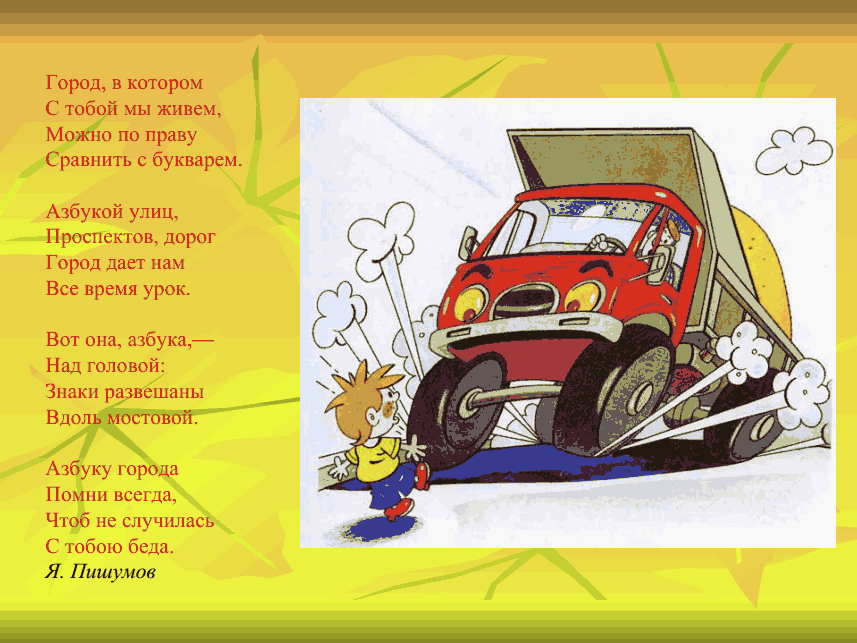 Город, в котором
С тобой мы живем,
Можно по праву
Сравнить с букварем.
Азбукой улиц,
Проспектов, дорог
Город дает нам
Все время урок.
Вот она, азбука,—
Над головой:
Знаки развешаны
Вдоль мостовой.
Азбуку города
Помни всегда,
Чтоб не случилась
С тобою беда.
Я. Пишумов